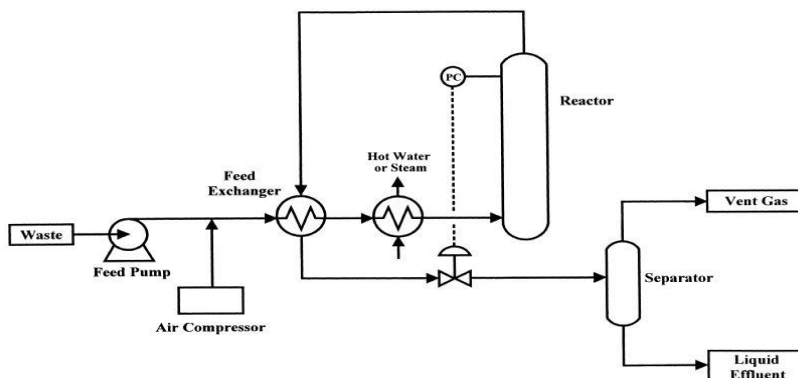 PC
Reactor
Hot Water
or Steam
Feed
Exchanger
Vent Gas
Waste
Feed Pump
Separator
Air Compressor
Liquid
Effluent